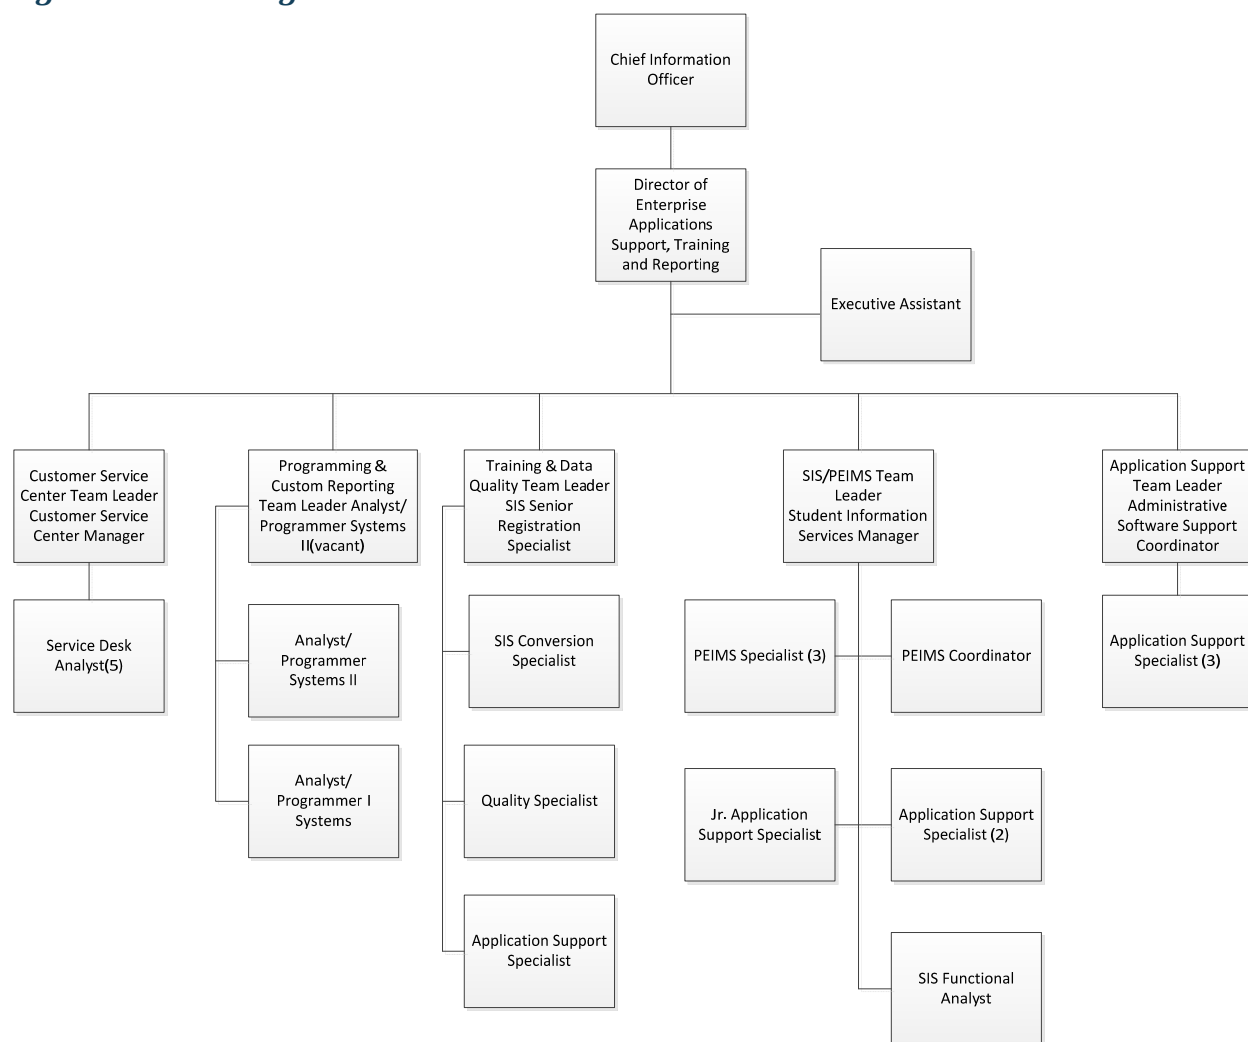 Chief Information
Officer
Director of
Enterprise
Applications
Support, Training
and Reporting
Executive Assistant
Customer Service
Center Team Leader
Customer Service
Center Manager
Programming &
Custom Reporting
Team Leader Analyst/
Programmer Systems
II(vacant)
Training & Data
Quality Team Leader
SIS Senior
Registration
Specialist
SIS/PEIMS Team
Leader
Student Information
Services Manager
Application Support
Team Leader
Administrative
Software Support
Coordinator
Service Desk
Analyst(5)
Analyst/
Programmer
Systems II
SIS Conversion
Specialist
PEIMS Specialist (3)
PEIMS Coordinator
Application Support
Specialist (3)
Analyst/
Programmer I
Systems
Quality Specialist
Jr. Application
Support Specialist
Application Support
Specialist (2)
Application Support
Specialist
SIS Functional
Analyst